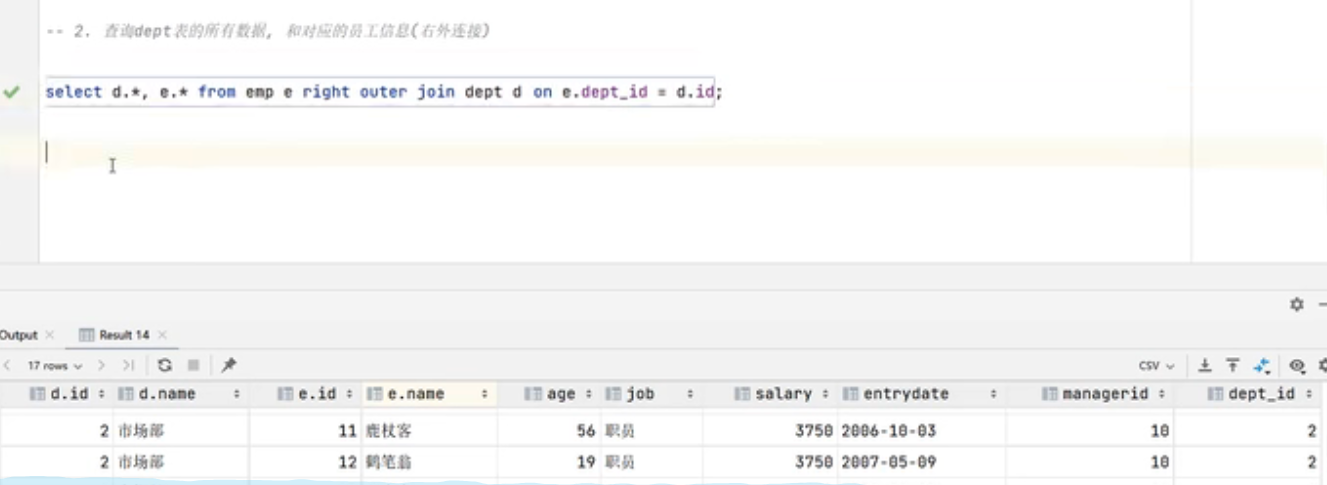 -- 2. 查询dept表的所有数据, 和对应的员工信息(右外连接)
select d.*, e.* from emp e right outer join dept d on e.dept_id = d.id;
Output Result 14
17 rows CSV
d.id d.name e.id e.name age job salary entrydate managerid dept_id
2 市场部 11 鹿杖客 56 职员 3750 2006-10-03 10 2
2 市场部 12 鹤笔翁 19 职员 3750 2007-05-09 10 2